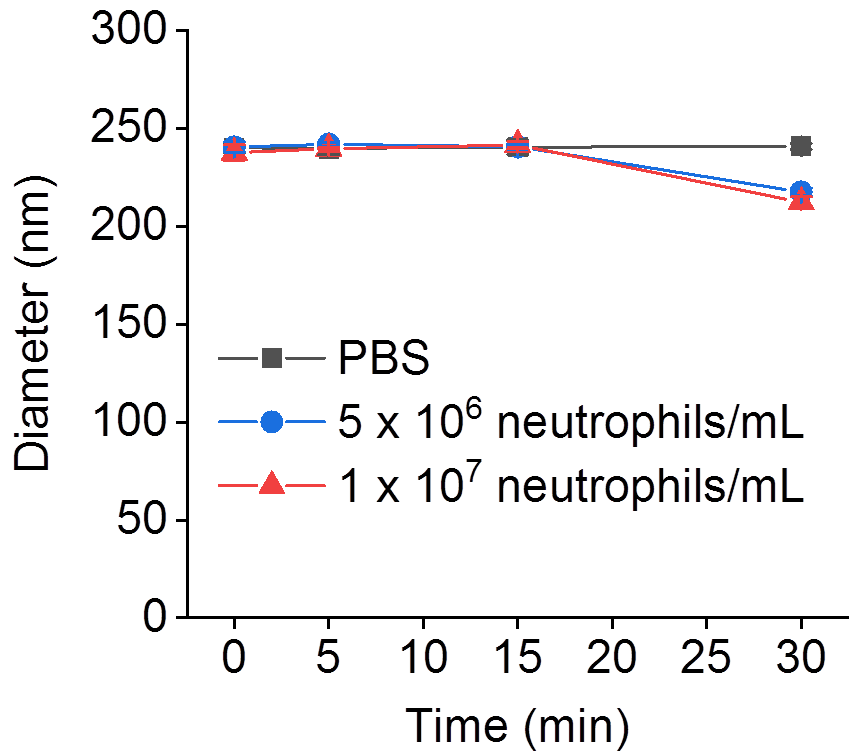 300
250
200
150
100
50
0
Diameter (nm)
PBS
5 x 10⁶ neutrophils/mL
1 x 10⁷ neutrophils/mL
0 5 10 15 20 25 30
Time (min)